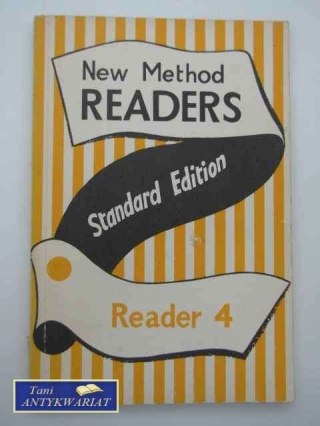 New Method
READERS
Standard Edition
Reader 4
Tani
ANTYKWARIAT